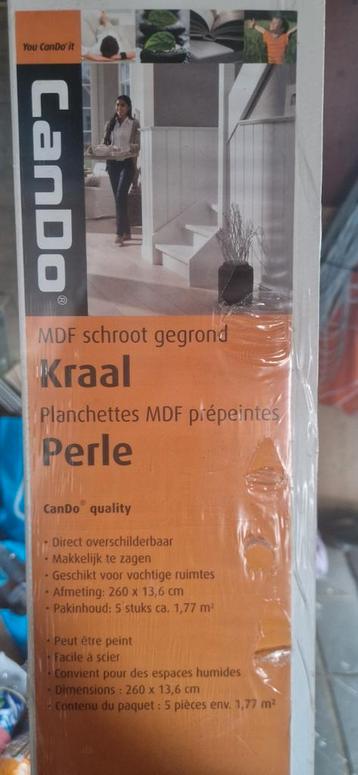 You CanDo it
CanDo®
MDF schroot gegrond
Kraal
Planchettes MDF prépeintes
Perle
CanDo® quality
• Direct overschilderbaar
• Makkelijk te zagen
• Geschikt voor vochtige ruimtes
• Afmeting: 260 x 13,6 cm
• Pakinhoud: 5 stuks ca. 1,77 m²
• Peut être peint
• Facile à scier
• Convient pour des espaces humides
• Dimensions : 260 x 13,6 cm
• Contenu du paquet : 5 pièces env. 1,77 m²